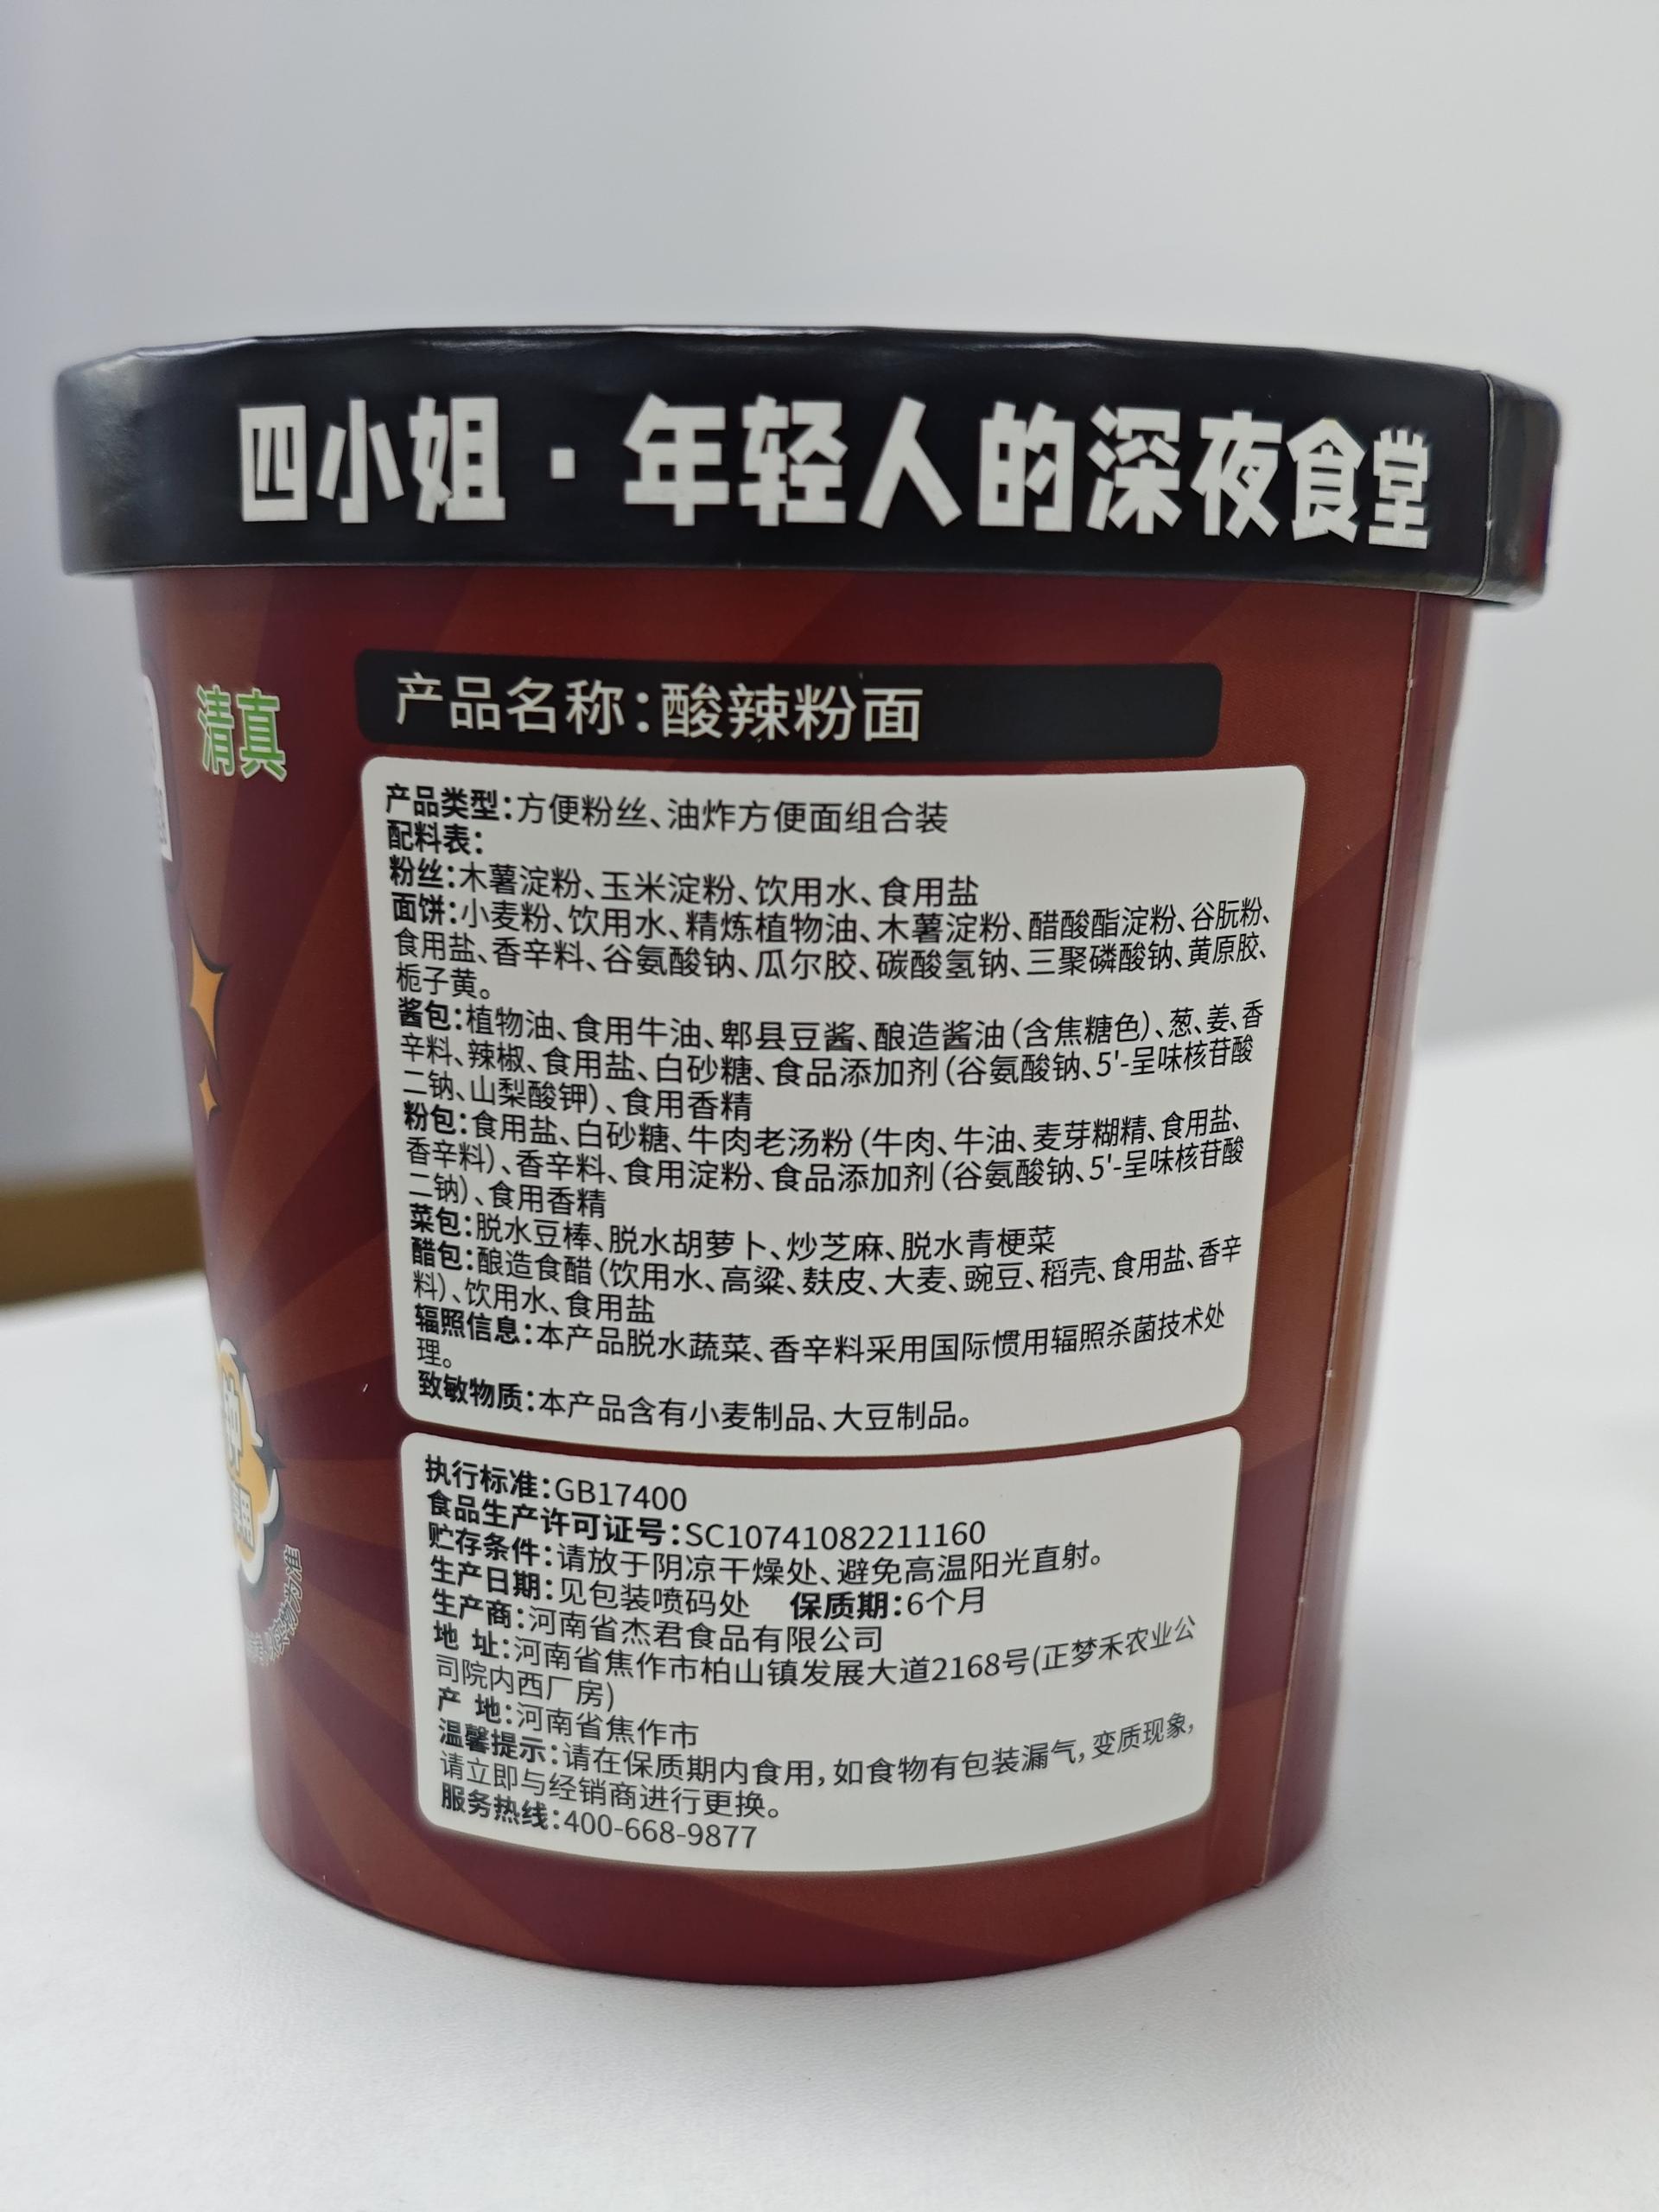 四小姐·年轻人的深夜食堂
清真
产品名称：酸辣粉面
产品类型：方便粉丝、油炸方便面组合装
配料表：
粉丝：木薯淀粉、玉米淀粉、饮用水、食用盐
面饼：小麦粉、饮用水、精炼植物油、木薯淀粉、醋酸酯淀粉、谷朊粉、
食用盐、香辛料、谷氨酸钠、瓜尔胶、碳酸氢钠、三聚磷酸钠、黄原胶、
栀子黄。
酱包：植物油、食用牛油、郫县豆酱、酿造酱油（含焦糖色）、葱、姜、香
辛料、辣椒、食用盐、白砂糖、食品添加剂（谷氨酸钠、5'-呈味核苷酸
二钠、山梨酸钾）、食用香精
粉包：食用盐、白砂糖、牛肉老汤粉（牛肉、牛油、麦芽糊精、食用盐、
香辛料）、香辛料、食用淀粉、食品添加剂（谷氨酸钠、5'-呈味核苷酸
二钠）、食用香精
菜包：脱水豆棒、脱水胡萝卜、炒芝麻、脱水青梗菜
醋包：酿造食醋（饮用水、高粱、麸皮、大麦、豌豆、稻壳、食用盐、香辛
料）、饮用水、食用盐
辐照信息：本产品脱水蔬菜、香辛料采用国际惯用辐照杀菌技术处
理。
致敏物质：本产品含有小麦制品、大豆制品。
执行标准：GB17400
食品生产许可证号：SC10741082211160
贮存条件：请放于阴凉干燥处、避免高温阳光直射。
生产日期：见包装喷码处 保质期：6个月
生产商：河南省杰君食品有限公司
地 址：河南省焦作市柏山镇发展大道2168号(正梦禾农业公
司院内西厂房)
产 地：河南省焦作市
温馨提示：请在保质期内食用，如食物有包装漏气，变质现象，
请立即与经销商进行更换。
服务热线：400-668-9877